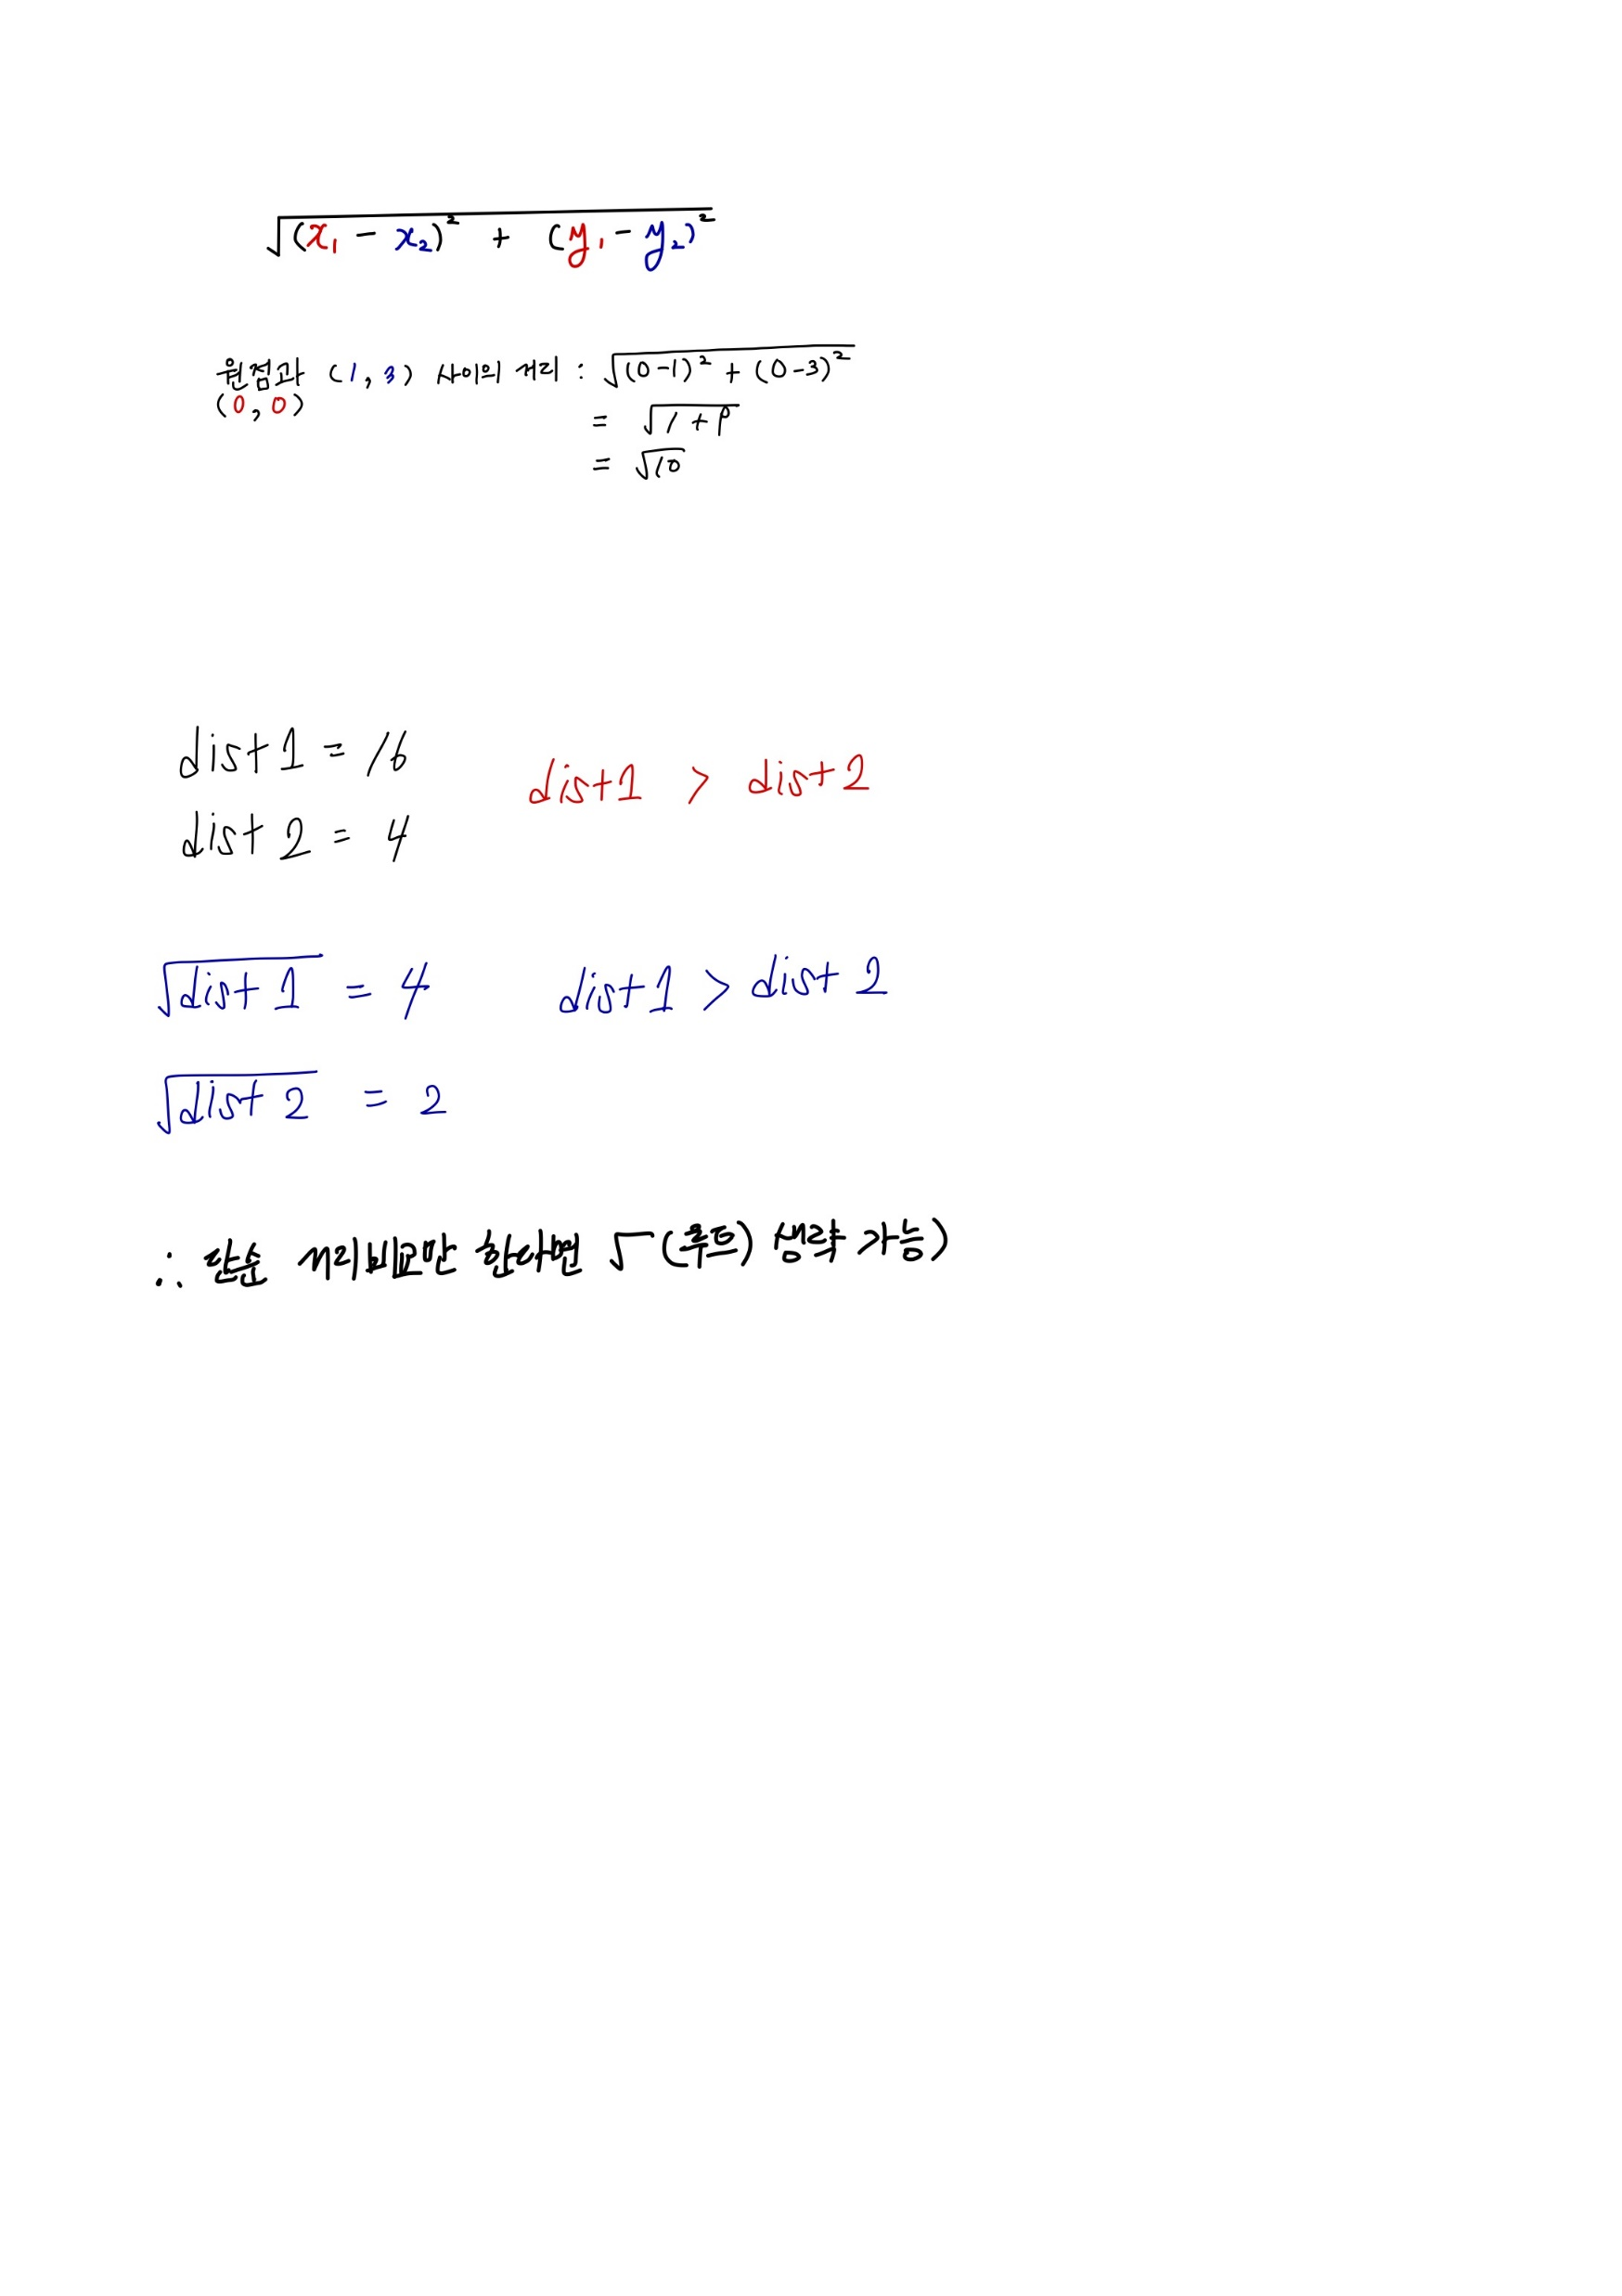 √(x₁ - x₂)² + (y₁ - y₂)²
원점과 (1, 3) 사이의 거리 : √(0-1)² + (0-3)²
(0, 0)
= √1+9
= √10
dist1 = 16
dist1 > dist2
dist2 = 4
√dist1 = 4 dist1 > dist2
√dist2 = 2
∴ 단순 거리비교만 한다면 √(루트) 생략 가능)